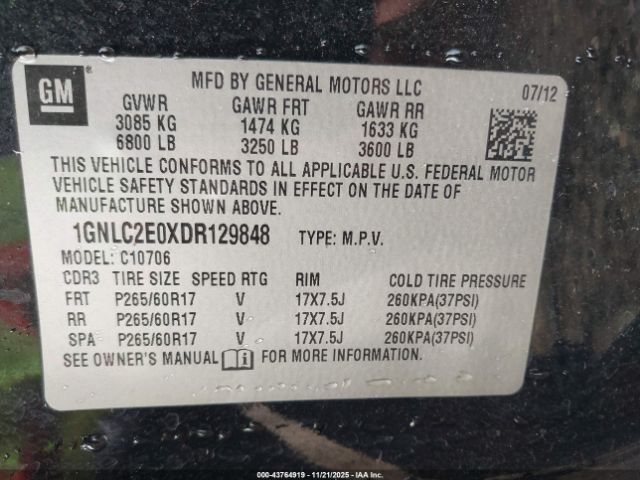 GM
MFD BY GENERAL MOTORS LLC 07/12
GVWR GAWR FRT GAWR RR
3085 KG 1474 KG 1633 KG
6800 LB 3250 LB 3600 LB
THIS VEHICLE CONFORMS TO ALL APPLICABLE U.S. FEDERAL MOTOR
VEHICLE SAFETY STANDARDS IN EFFECT ON THE DATE OF
MANUFACTURE SHOWN ABOVE.
1GNLC2E0XDR129848 TYPE: M.P.V.
MODEL: C10706
CDR3 TIRE SIZE SPEED RTG RIM COLD TIRE PRESSURE
FRT P265/60R17 V 17X7.5J 260KPA(37PSI)
RR P265/60R17 V 17X7.5J 260KPA(37PSI)
SPA P265/60R17 V 17X7.5J 260KPA(37PSI)
SEE OWNER'S MANUAL FOR MORE INFORMATION.
000-43764919 - 11/21/2025 - IAA Inc.